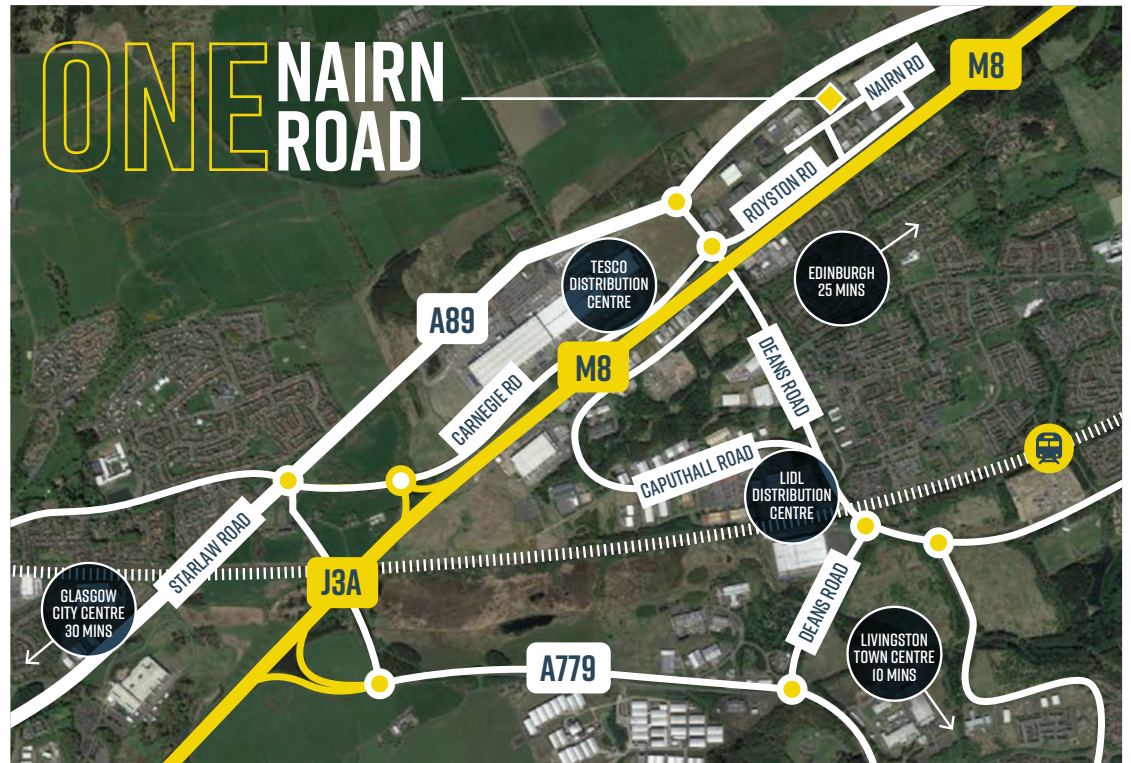 ONE NAIRN
ROAD
M8
NAIRN RD
ROYSTON RD
TESCO
DISTRIBUTION
CENTRE
EDINBURGH
25 MINS
A89
M8
DEANS ROAD
CARNEGIE RD
CAPUTHALL ROAD
LIDL
DISTRIBUTION
CENTRE
STARLAW ROAD
J3A
GLASGOW
CITY CENTRE
30 MINS
DEANS ROAD
LIVINGSTON
TOWN CENTRE
10 MINS
A779